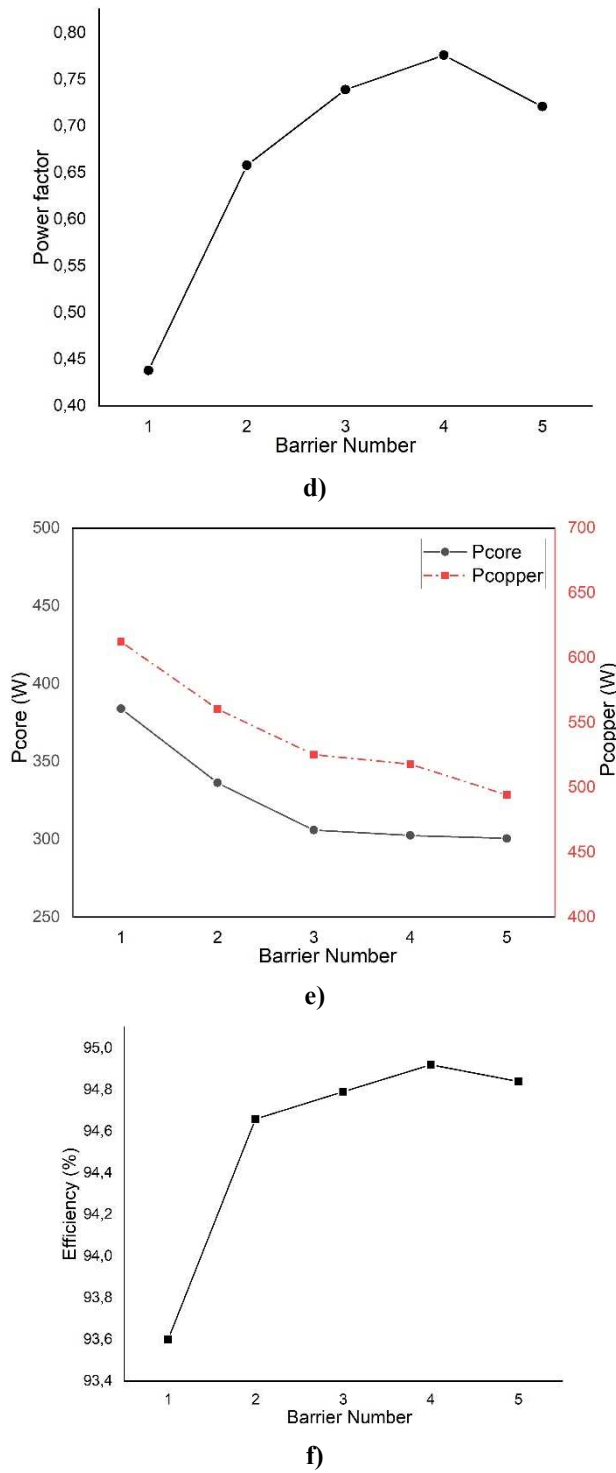 0,80
0,75
0,70
0,65
0,60
0,55
0,50
0,45
0,40
Power factor
1 2 3 4 5
Barrier Number
d)
500
450
400
350
300
250
Pcore (W)
Pcore
Pcopper
700
650
600
550
500
450
400
Pcopper (W)
1 2 3 4 5
Barrier Number
e)
95,0
94,8
94,6
94,4
94,2
94,0
93,8
93,6
93,4
Efficiency (%)
1 2 3 4 5
Barrier Number
f)